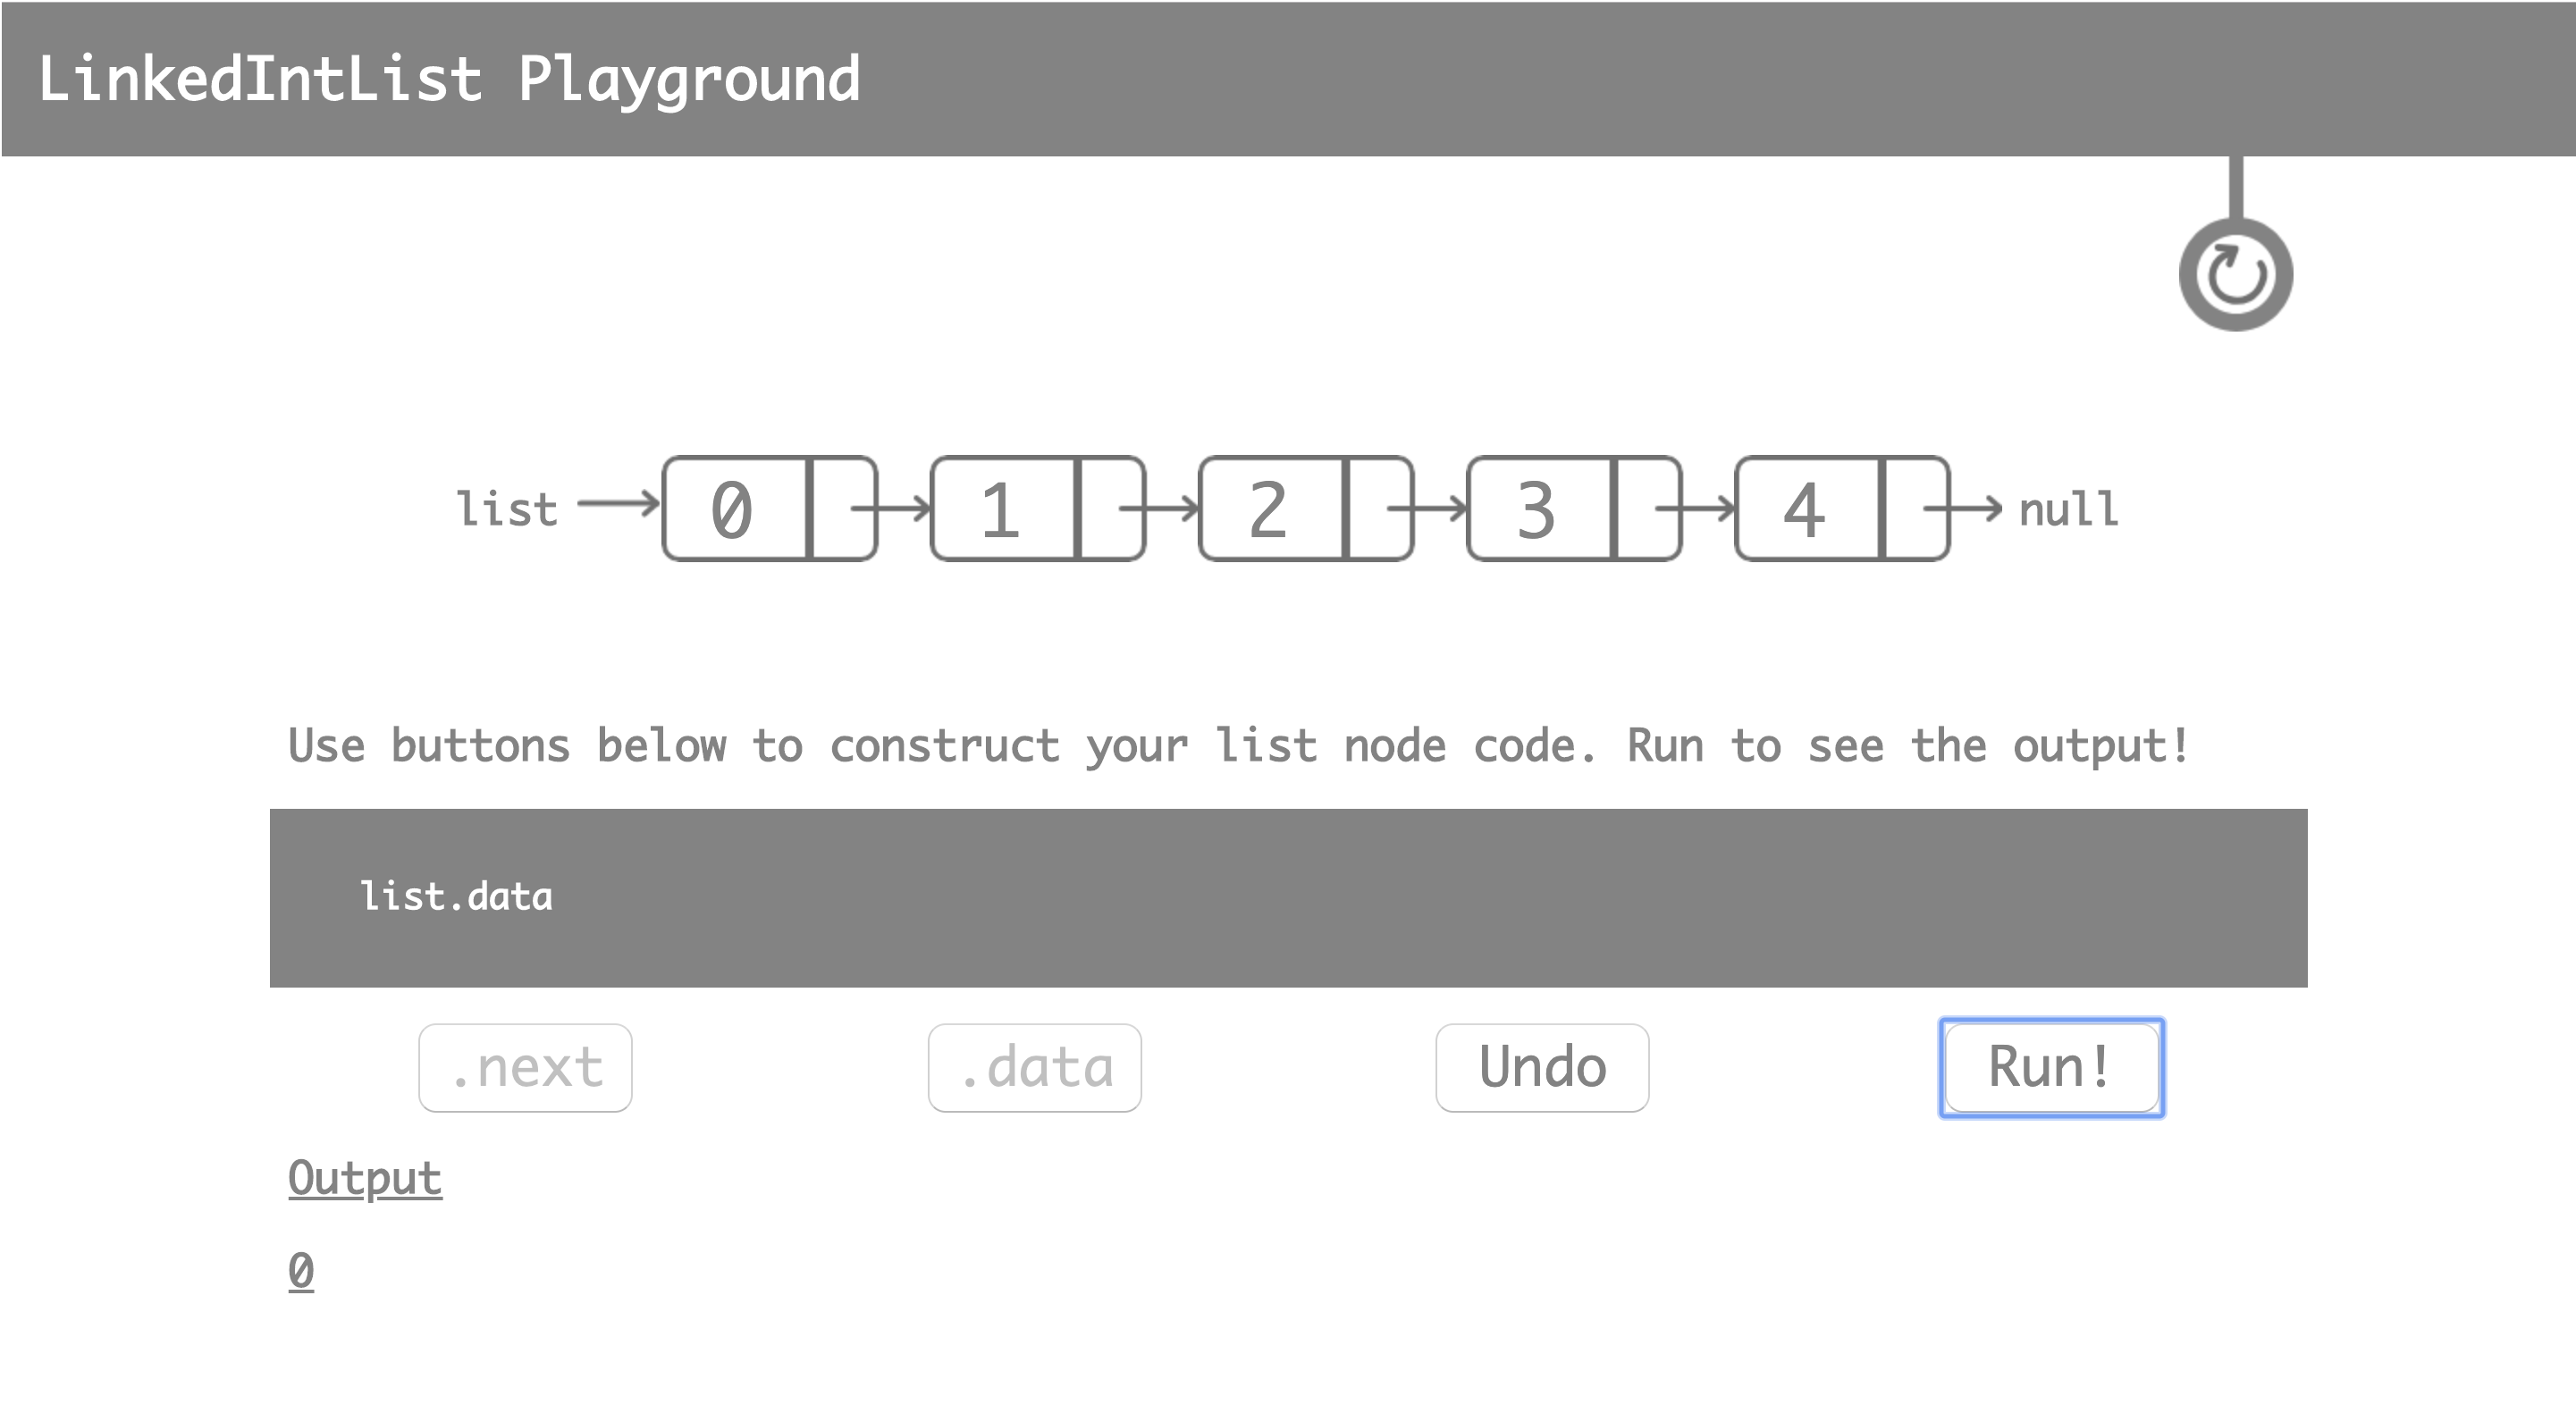 LinkedIntList Playground
list 0 1 2 3 4 null
Use buttons below to construct your list node code. Run to see the output!
list.data
.next .data Undo Run!
Output
0